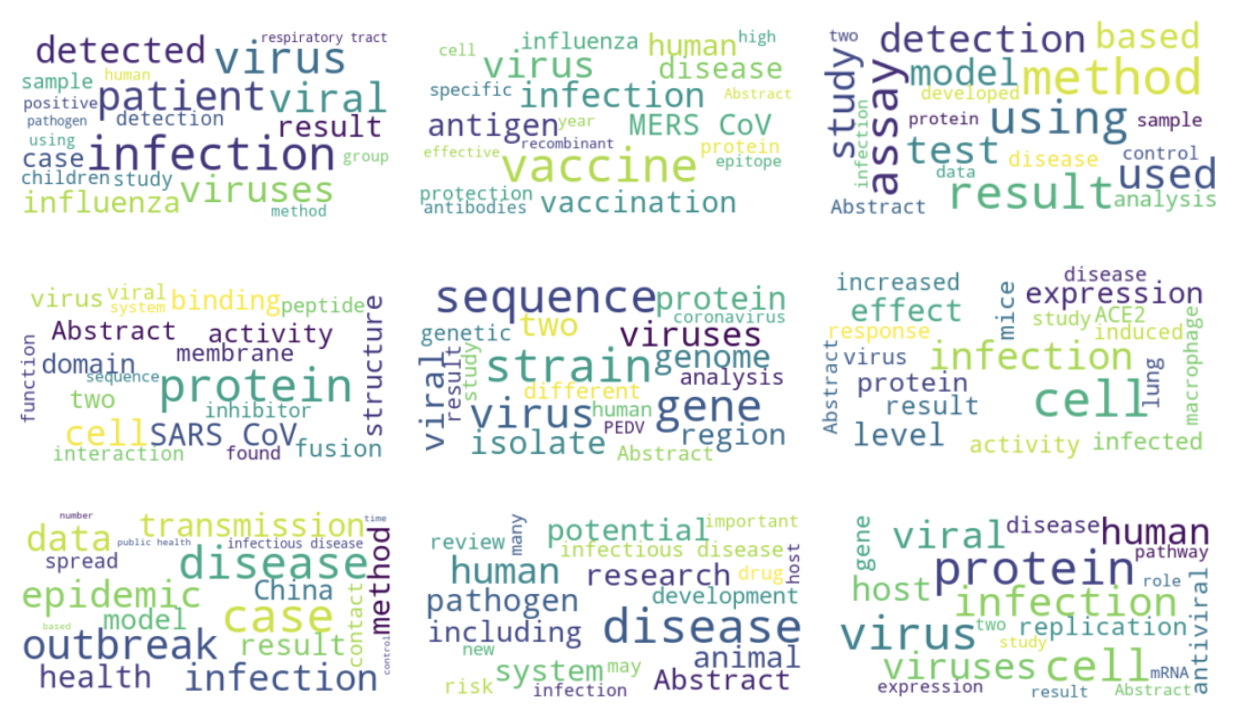 respiratory tract
detected virus
sample human
positive patient viral
pathogen detection
using result
case infection group
children study viruses
influenza method
cell influenza human high
virus disease
specific infection Abstract
antigen year MERS CoV
effective recombinant protein
vaccine epitope
protection
antibodies vaccination
two detection based
study assay model method
developed
infection protein using sample
test disease control
data used
Abstract result analysis
virus viral binding peptide
system
Abstract activity structure
function domain membrane
sequence protein
two inhibitor
cell SARS CoV
interaction found fusion
sequence protein
genetic two viruses coronavirus
viral result study strain genome
different analysis
virus human gene
isolate PEDV region
Abstract
increased disease
effect mice expression
response study ACE2
induced macrophage
Abstract virus infection
protein cell lung
result
level activity infected
number transmission time
data public health infectious disease
spread disease method
epidemic China
model case contact
based
outbreak result control
health infection
many potential important
review infectious disease host
human research drug
pathogen development
including disease
new system may animal
risk infection Abstract
gene viral disease human
protein pathway
host infection role
antiviral
virus two replication
study
viruses cell mRNA
expression result Abstract